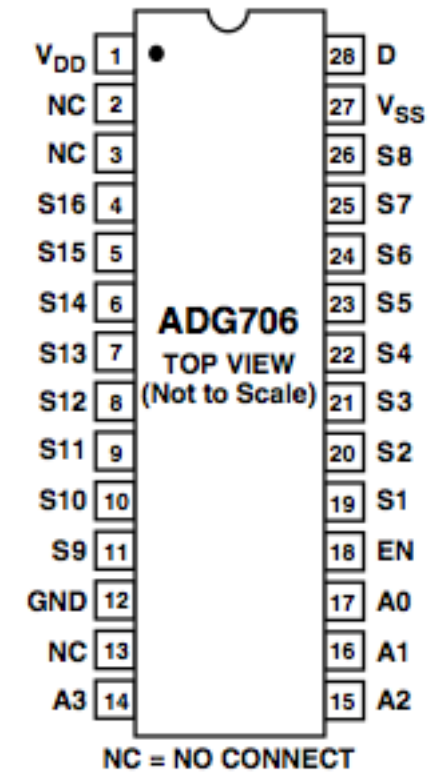 VDD 1 28 D
NC 2 27 VSS
NC 3 26 S8
S16 4 25 S7
S15 5 24 S6
S14 6 23 S5
S13 7 22 S4
S12 8 21 S3
S11 9 20 S2
S10 10 19 S1
S9 11 18 EN
GND 12 17 A0
NC 13 16 A1
A3 14 15 A2
ADG706
TOP VIEW
(Not to Scale)
NC = NO CONNECT